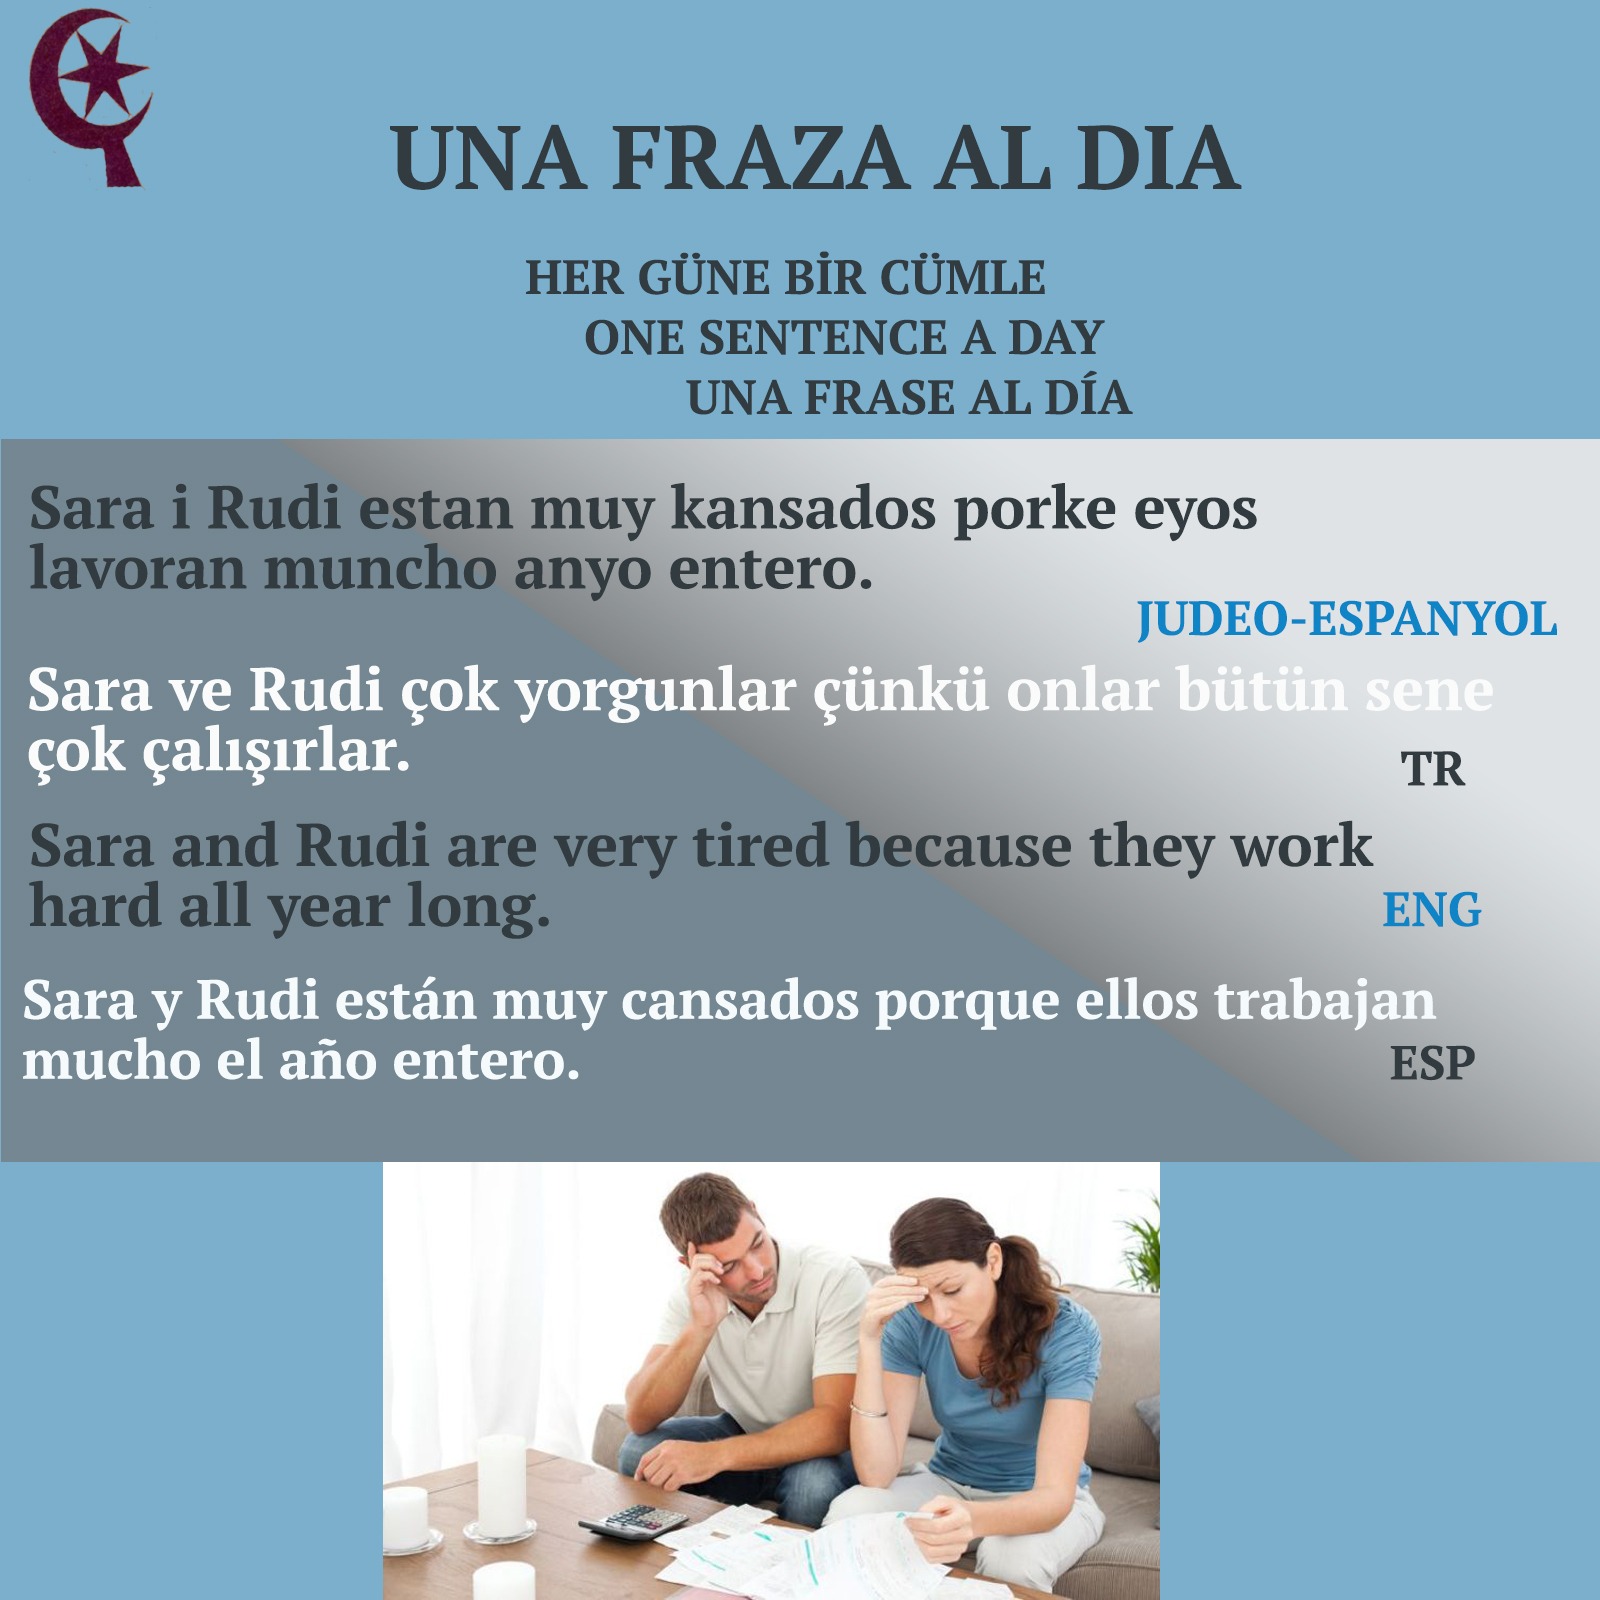 UNA FRAZA AL DIA
HER GÜNE BİR CÜMLE
ONE SENTENCE A DAY
UNA FRASE AL DÍA
Sara i Rudi estan muy kansados porke eyos
lavoran muncho anyo entero.
JUDEO-ESPANYOL
Sara ve Rudi çok yorgunlar çünkü onlar bütün sene
çok çalışırlar.
TR
Sara and Rudi are very tired because they work
hard all year long.
ENG
Sara y Rudi están muy cansados porque ellos trabajan
mucho el año entero.
ESP